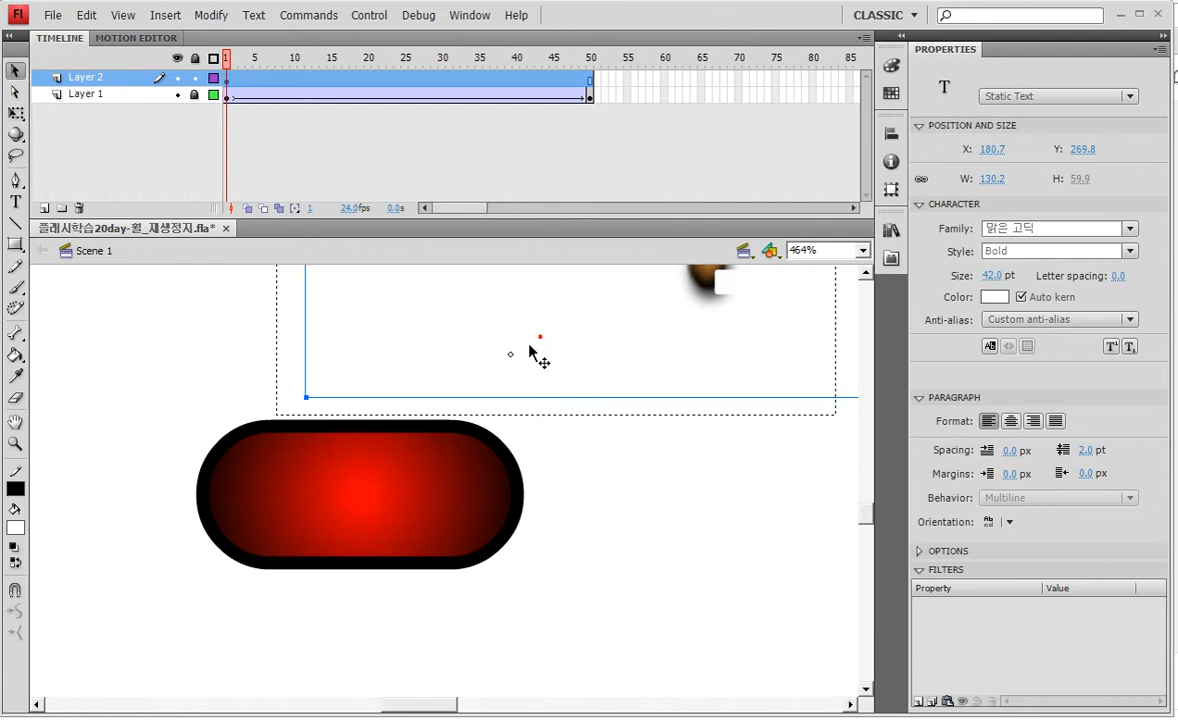 Fl File Edit View Insert Modify Text Commands Control Debug Window Help CLASSIC
TIMELINE MOTION EDITOR
1 5 10 15 20 25 30 35 40 45 50 55 60 65 70 75 80 85
Layer 2
Layer 1
1 24.0fps 0.0s
플래시학습20day-휠_재생정지.fla*
Scene 1 464%
PROPERTIES
T Static Text
POSITION AND SIZE
X: 180.7 Y: 269.8
W: 130.2 H: 59.9
CHARACTER
Family: 맑은 고딕
Style: Bold
Size: 42.0 pt Letter spacing: 0.0
Color: Auto kern
Anti-alias: Custom anti-alias
PARAGRAPH
Format:
Spacing: 0.0 px 2.0 pt
Margins: 0.0 px 0.0 px
Behavior: Multiline
Orientation:
OPTIONS
FILTERS
Property Value